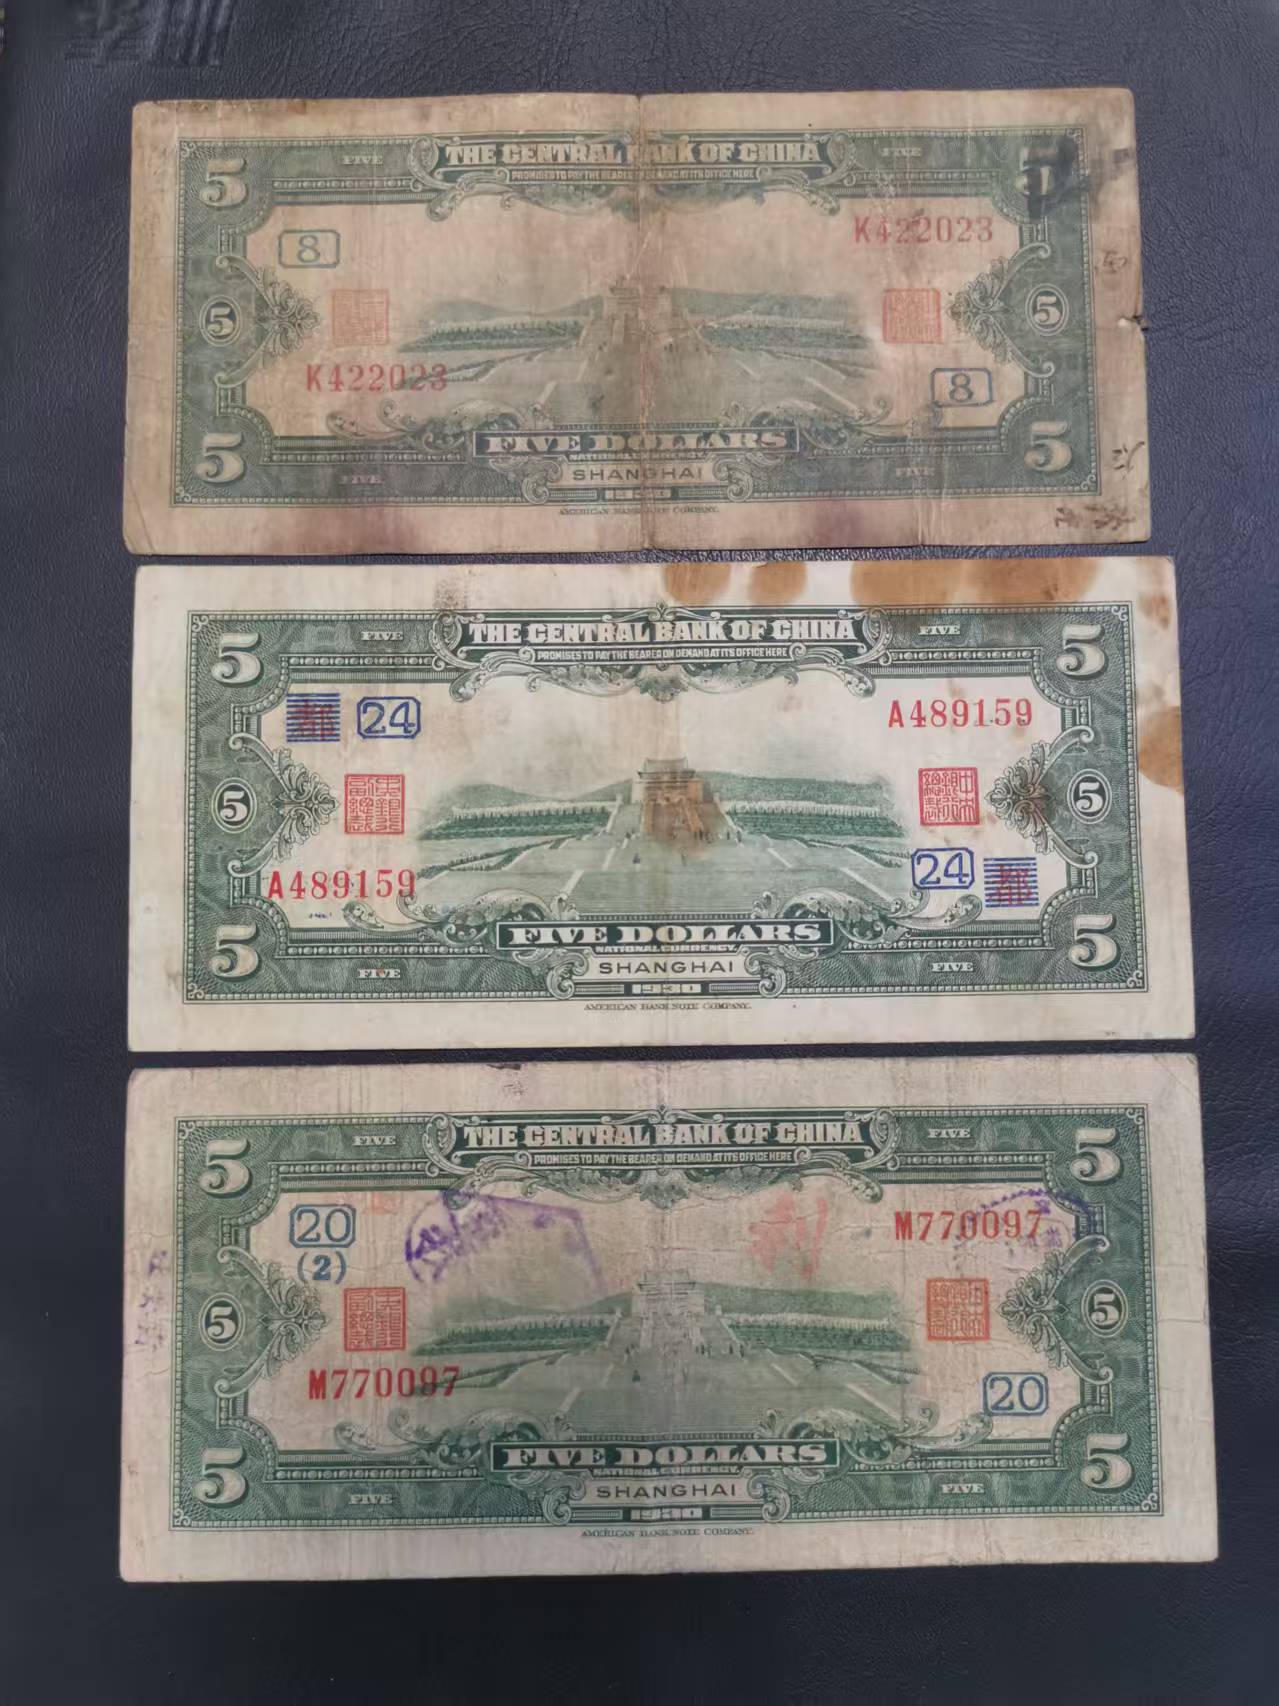 5 FIVE THE CENTRAL BANK OF CHINA FIVE 5
PROMISES TO PAY THE BEARER ON DEMAND AT ITS OFFICE HERE
K422023
8
5 5
K422023
8
FIVE DOLLARS
NATIONAL CURRENCY
5 FIVE SHANGHAI FIVE 5
1930
AMERICAN BANK NOTE COMPANY.
5 FIVE THE CENTRAL BANK OF CHINA FIVE 5
PROMISES TO PAY THE BEARER ON DEMAND AT ITS OFFICE HERE
都 24 A489159
5 5
24 都
A489159
FIVE DOLLARS
NATIONAL CURRENCY.
5 FIVE SHANGHAI FIVE 5
1930
AMERICAN BANK NOTE COMPANY.
5 FIVE THE CENTRAL BANK OF CHINA FIVE 5
PROMISES TO PAY THE BEARER ON DEMAND AT ITS OFFICE HERE
20 利 M770097
(2)
5 5
M770097 20
FIVE DOLLARS
NATIONAL CURRENCY.
5 FIVE SHANGHAI FIVE 5
1930
AMERICAN BANK NOTE COMPANY.